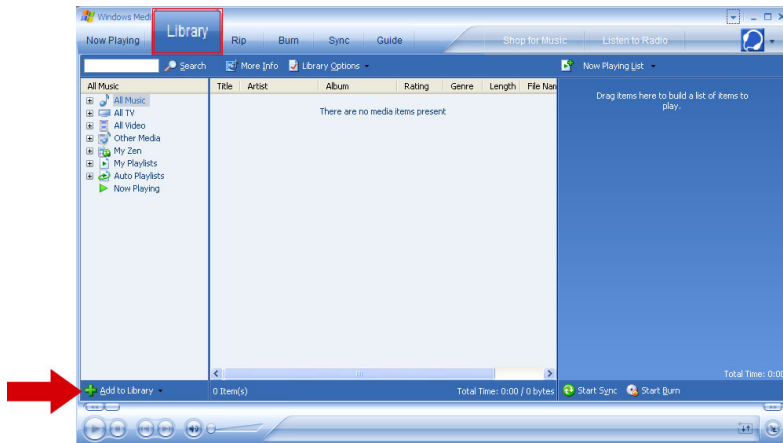 Windows Medi
Now Playing Library Rip Burn Sync Guide Shop for Music Listen to Radio
Search More Info Library Options Now Playing List
All Music Title Artist Album Rating Genre Length File Nan
All Music
All TV
All Video
Other Media
My Zen
My Playlists
Auto Playlists
Now Playing
There are no media items present
Drag items here to build a list of items to
play.
Total Time: 0:00
Add to Library 0 Item(s) Total Time: 0:00 / 0 bytes Start Sync Start Burn